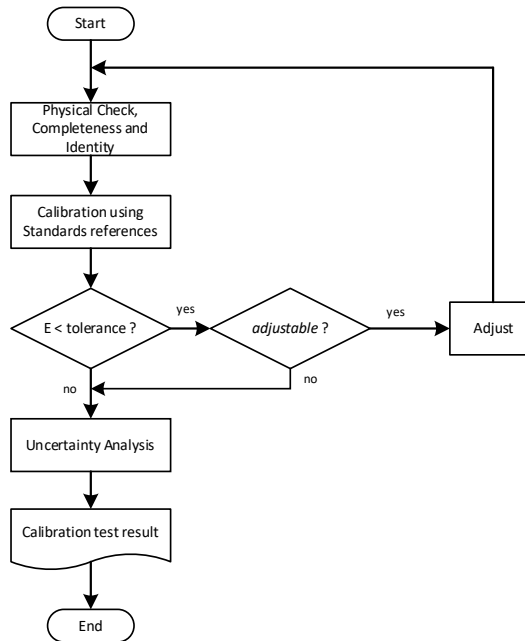 Start
Physical Check,
Completeness and
Identity
Calibration using
Standards references
E < tolerance ?
yes
adjustable ?
yes
Adjust
no
no
Uncertainty Analysis
Calibration test result
End